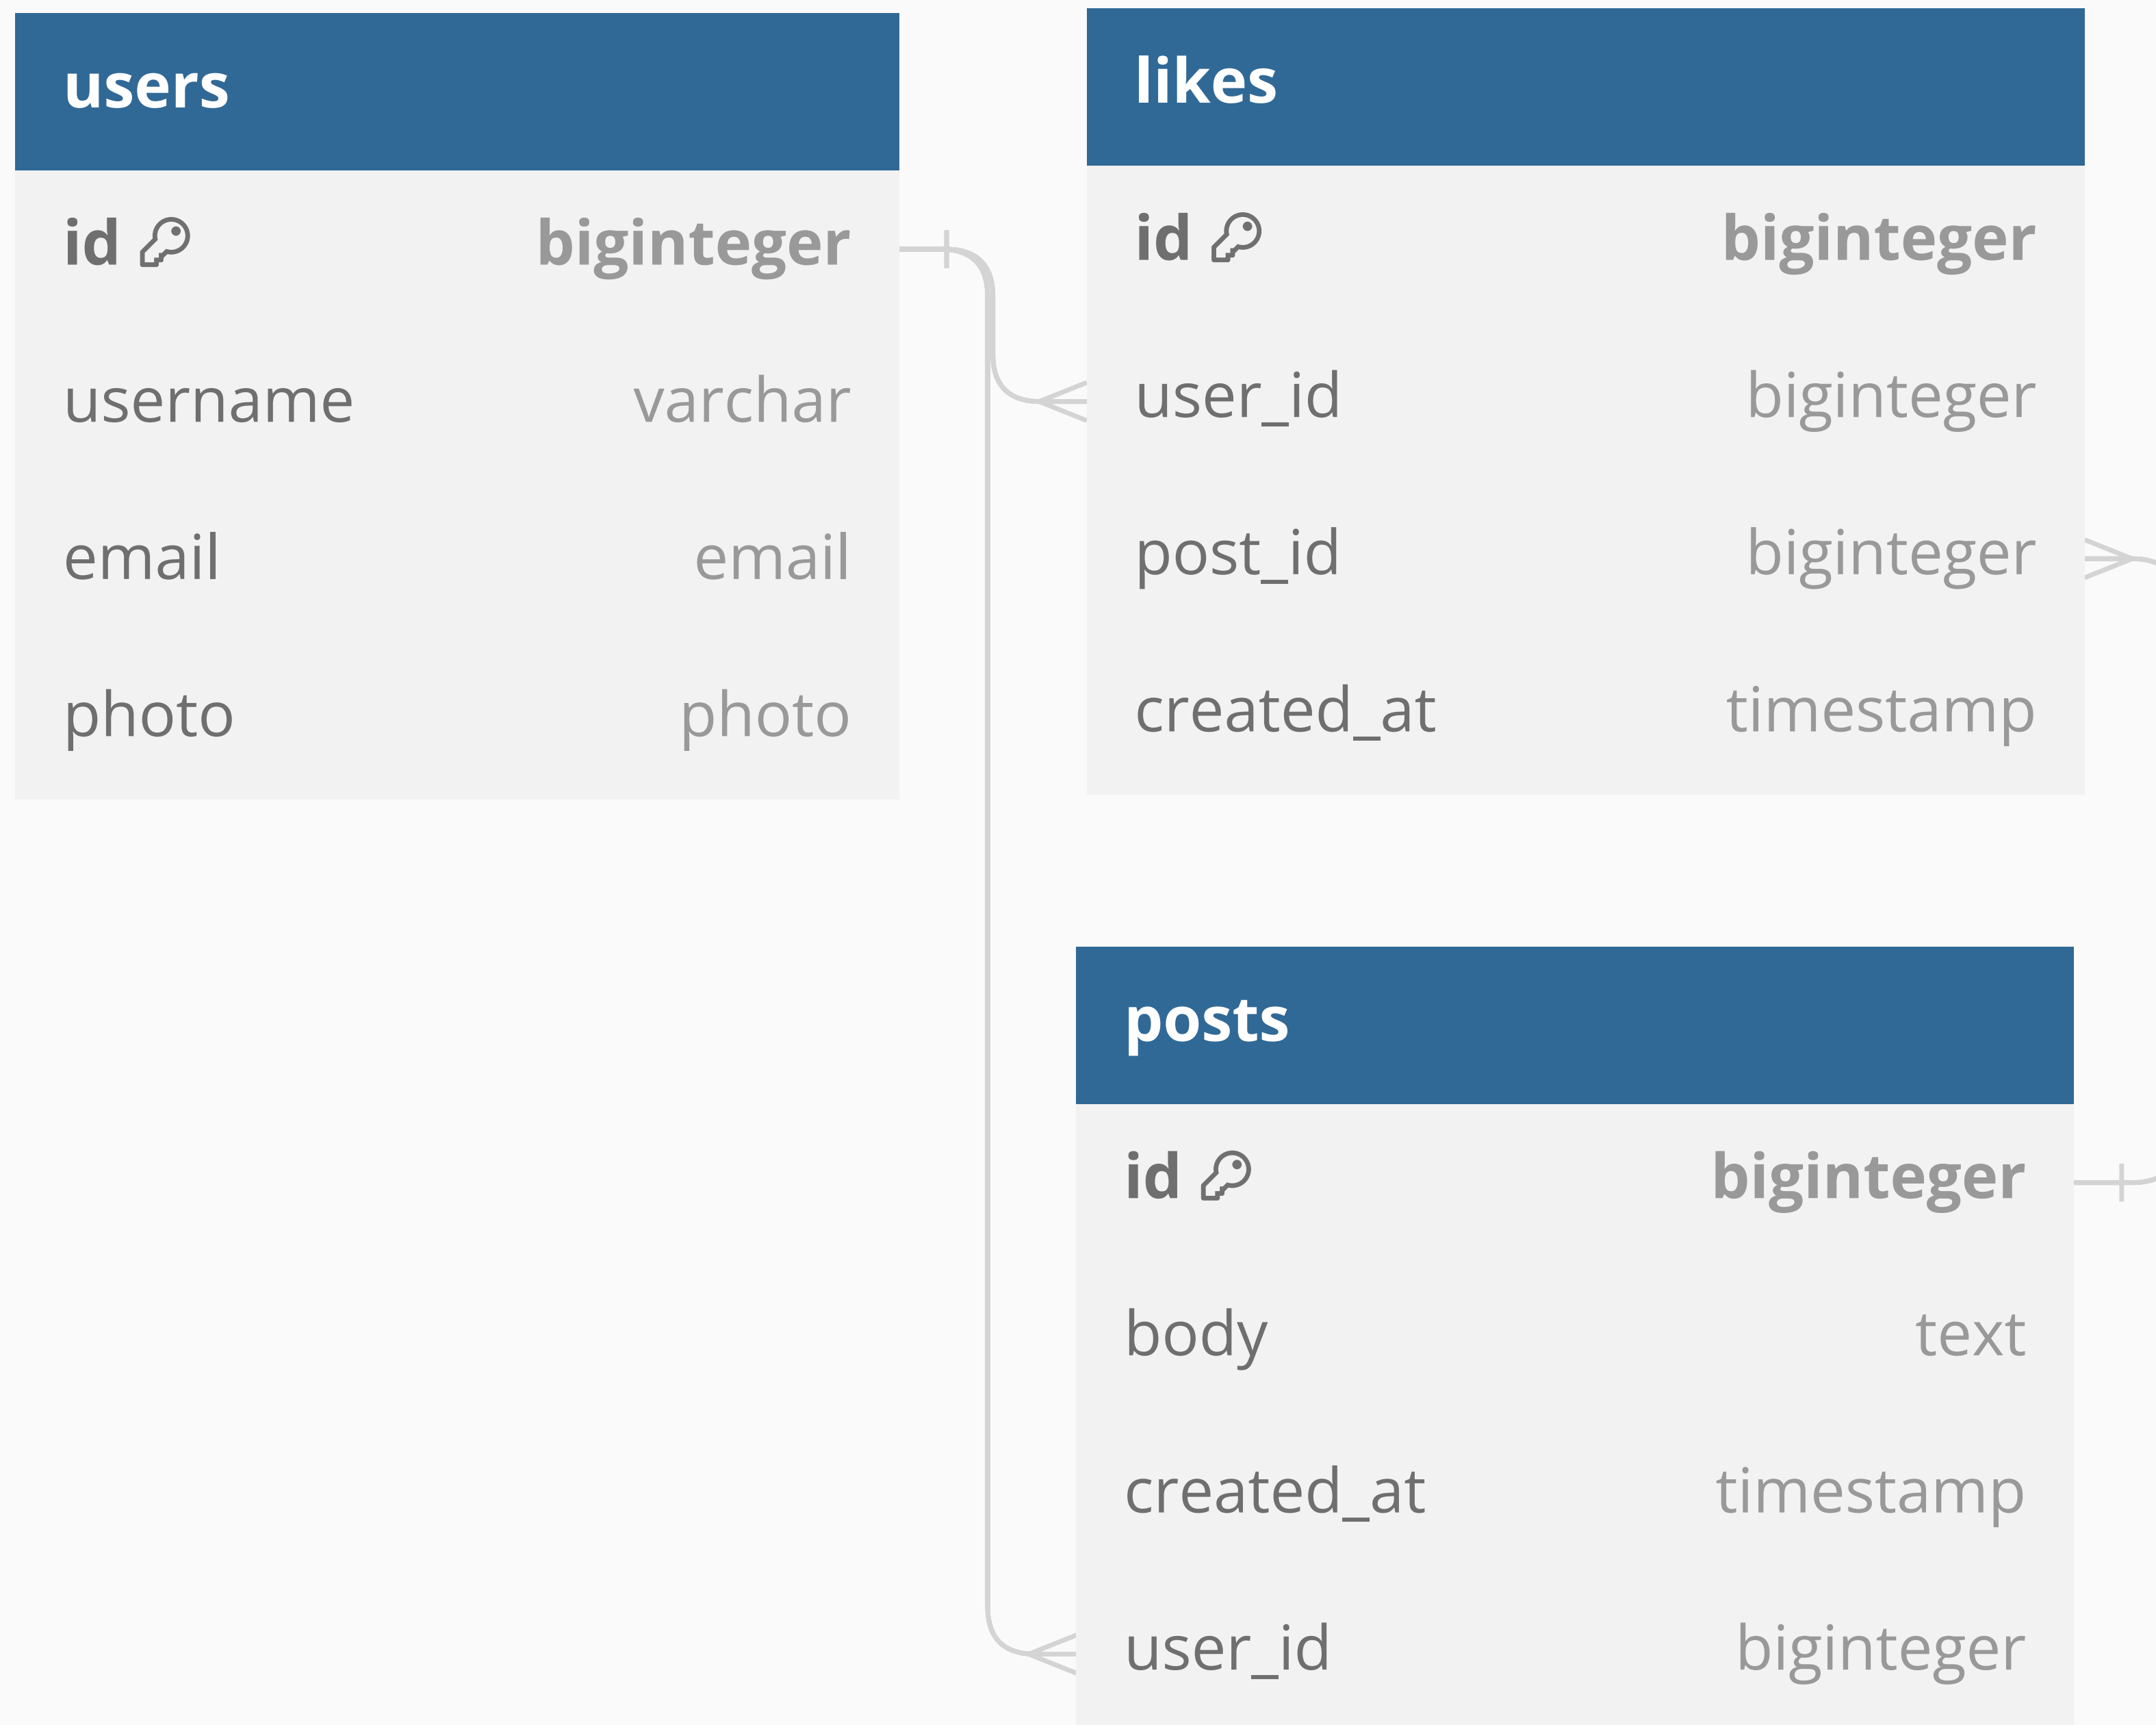 users
id biginteger
username varchar
email email
photo photo
likes
id biginteger
user_id biginteger
post_id biginteger
created_at timestamp
posts
id biginteger
body text
created_at timestamp
user_id biginteger